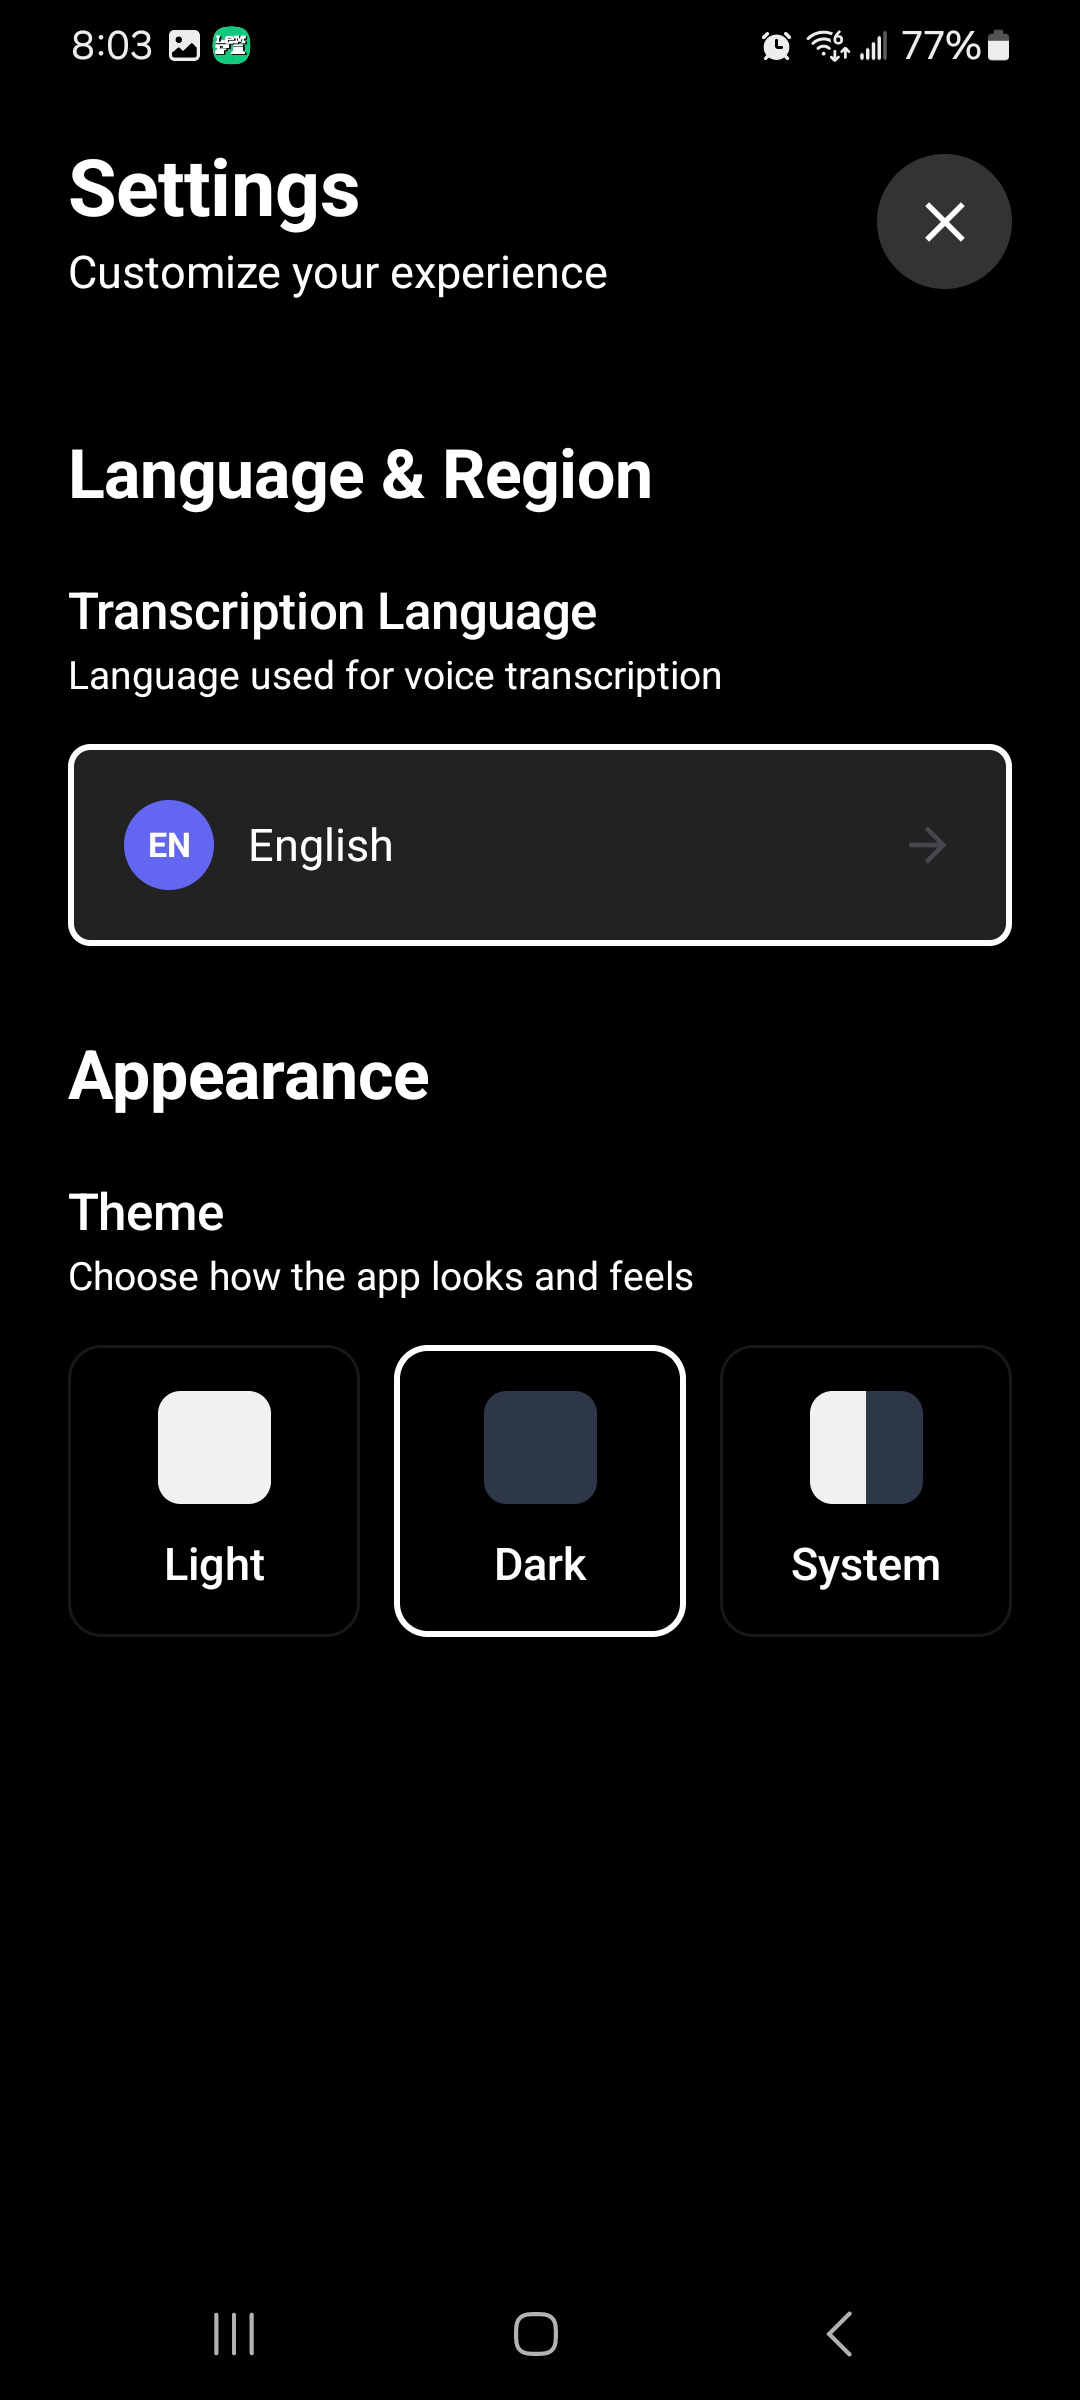 8:03
6
77%
Settings
Customize your experience
Language & Region
Transcription Language
Language used for voice transcription
EN English
Appearance
Theme
Choose how the app looks and feels
Light Dark System